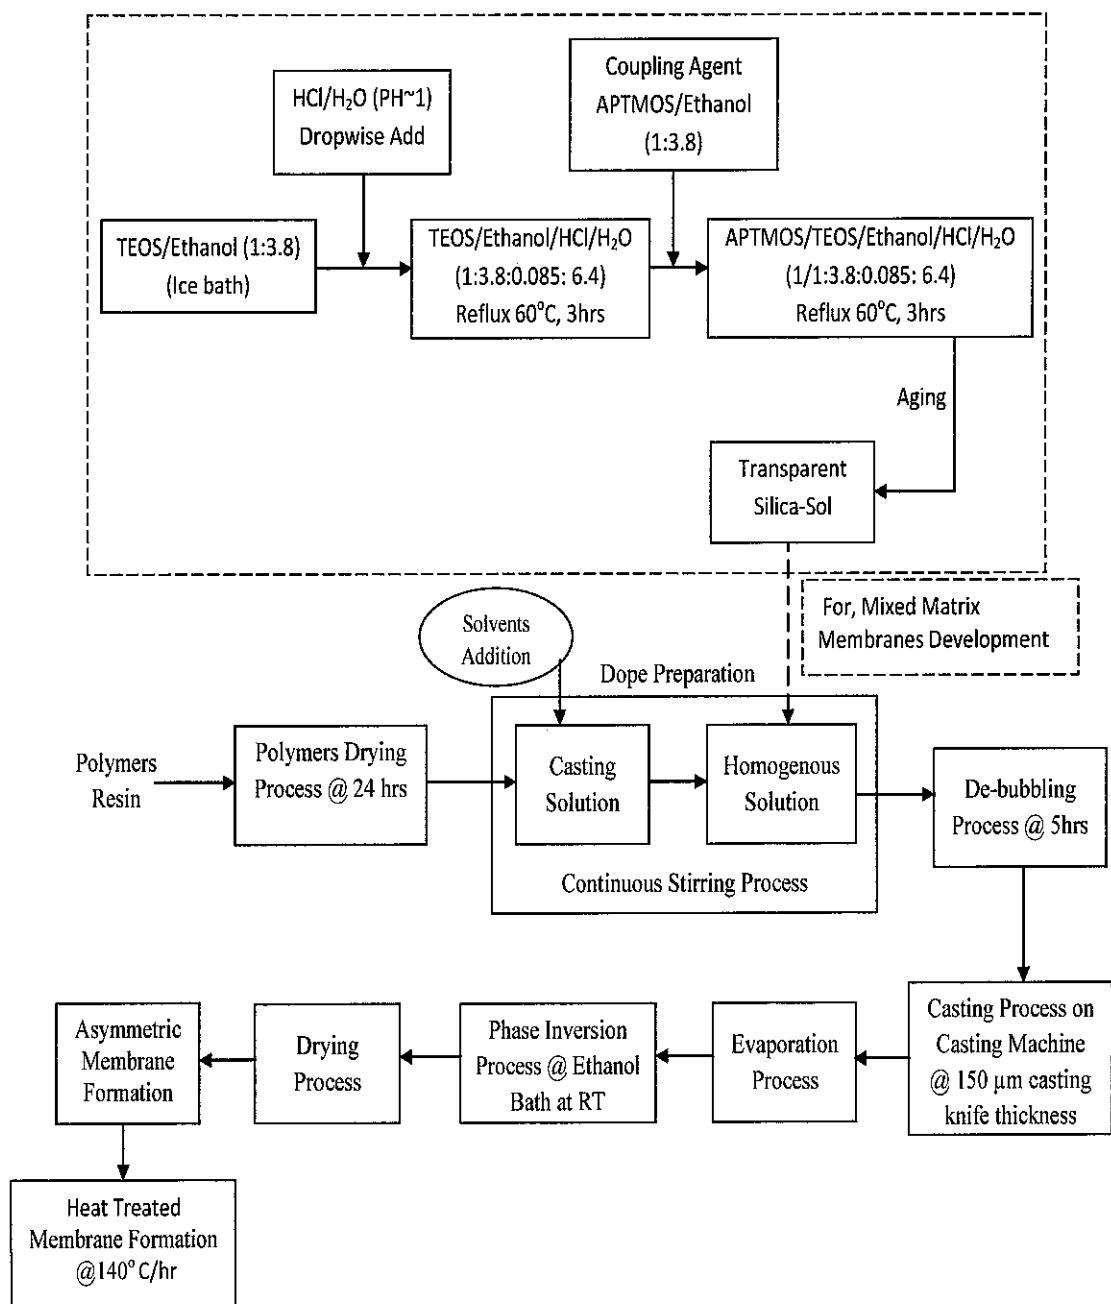 HCl/H₂O (PH~1)
Dropwise Add
Coupling Agent
APTMOS/Ethanol
(1:3.8)
TEOS/Ethanol (1:3.8)
(Ice bath)
TEOS/Ethanol/HCl/H₂O
(1:3.8:0.085: 6.4)
Reflux 60°C, 3hrs
APTMOS/TEOS/Ethanol/HCl/H₂O
(1/1:3.8:0.085: 6.4)
Reflux 60°C, 3hrs
Aging
Transparent
Silica-Sol
For, Mixed Matrix
Membranes Development
Solvents
Addition
Dope Preparation
Polymers
Resin
Polymers Drying
Process @ 24 hrs
Casting
Solution
Homogenous
Solution
Continuous Stirring Process
De-bubbling
Process @ 5hrs
Casting Process on
Casting Machine
@ 150 µm casting
knife thickness
Evaporation
Process
Phase Inversion
Process @ Ethanol
Bath at RT
Drying
Process
Asymmetric
Membrane
Formation
Heat Treated
Membrane Formation
@140° C/hr